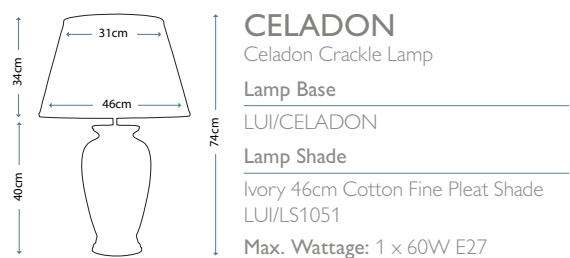 31cm
34cm
46cm
74cm
40cm
CELADON
Celadon Crackle Lamp
Lamp Base
LUI/CELADON
Lamp Shade
Ivory 46cm Cotton Fine Pleat Shade
LUI/LS1051
Max. Wattage: 1 x 60W E27